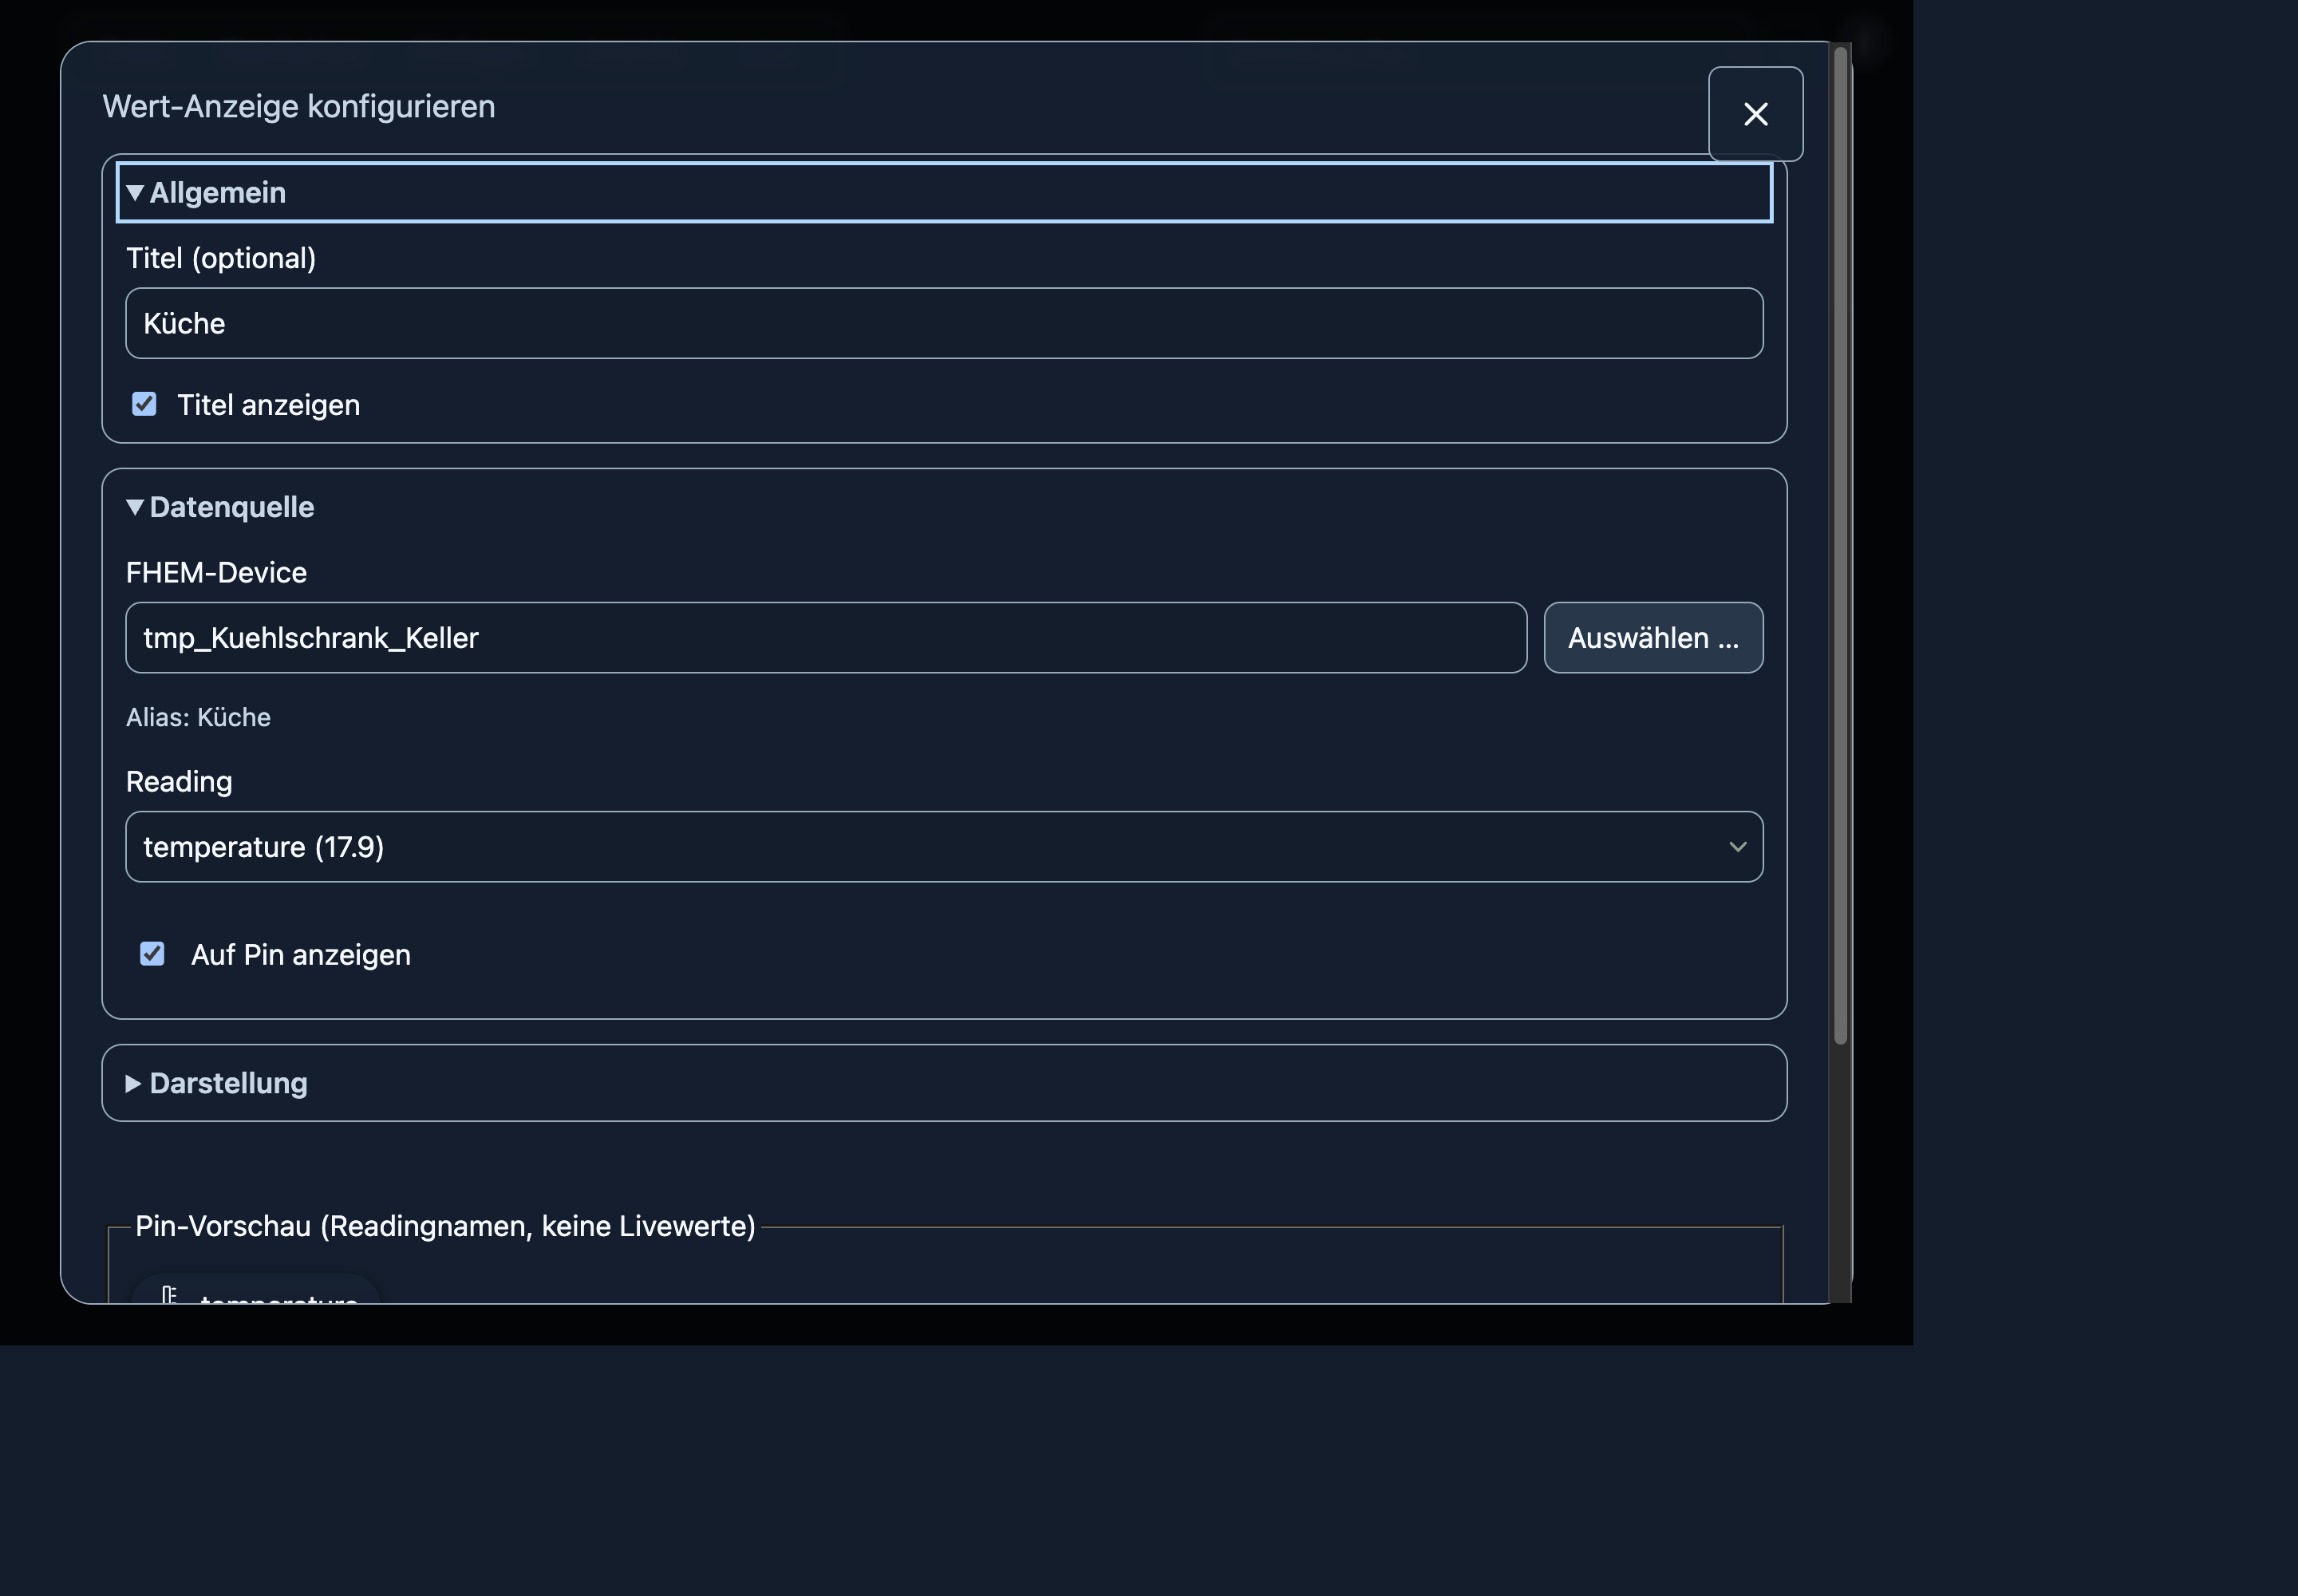 Wert-Anzeige konfigurieren
Allgemein
Titel (optional)
Küche
Titel anzeigen
Datenquelle
FHEM-Device
tmp_Kuehlschrank_Keller
Auswählen ...
Alias: Küche
Reading
temperature (17.9)
Auf Pin anzeigen
Darstellung
Pin-Vorschau (Readingnamen, keine Livewerte)
temperature